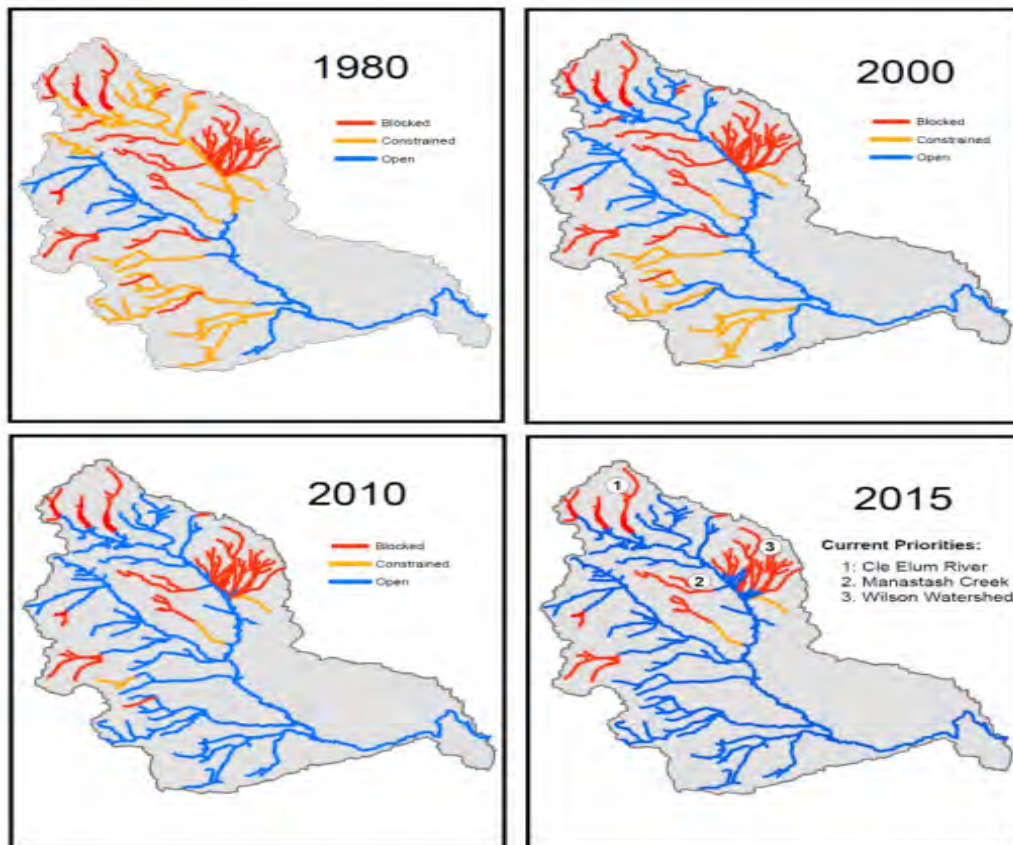 1980
Blocked
Constrained
Open
2000
Blocked
Constrained
Open
2010
Blocked
Constrained
Open
2015
Current Priorities:
1: Cle Elum River
2. Manastash Creek
3. Wilson Watershed
1
2
3